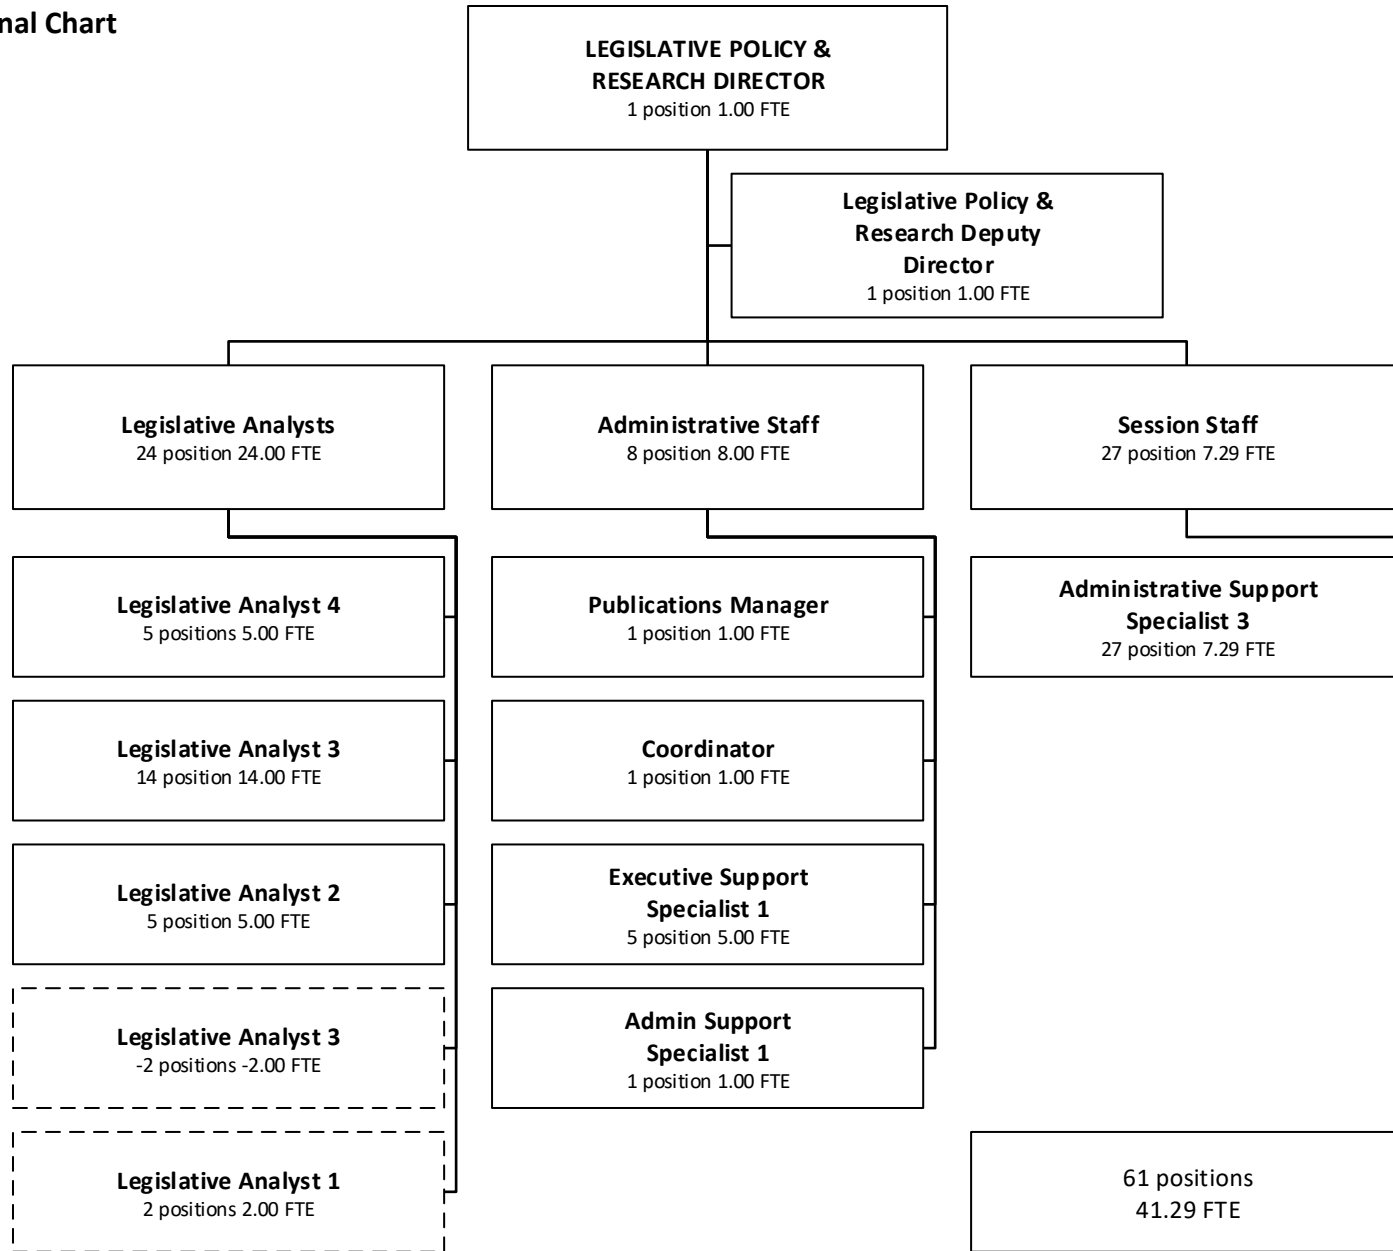 nal Chart
LEGISLATIVE POLICY &
RESEARCH DIRECTOR
1 position 1.00 FTE
Legislative Policy &
Research Deputy
Director
1 position 1.00 FTE
Legislative Analysts
24 position 24.00 FTE
Administrative Staff
8 position 8.00 FTE
Session Staff
27 position 7.29 FTE
Legislative Analyst 4
5 positions 5.00 FTE
Publications Manager
1 position 1.00 FTE
Administrative Support
Specialist 3
27 position 7.29 FTE
Legislative Analyst 3
14 position 14.00 FTE
Coordinator
1 position 1.00 FTE
Legislative Analyst 2
5 position 5.00 FTE
Executive Support
Specialist 1
5 position 5.00 FTE
Legislative Analyst 3
-2 positions -2.00 FTE
Admin Support
Specialist 1
1 position 1.00 FTE
Legislative Analyst 1
2 positions 2.00 FTE
61 positions
41.29 FTE